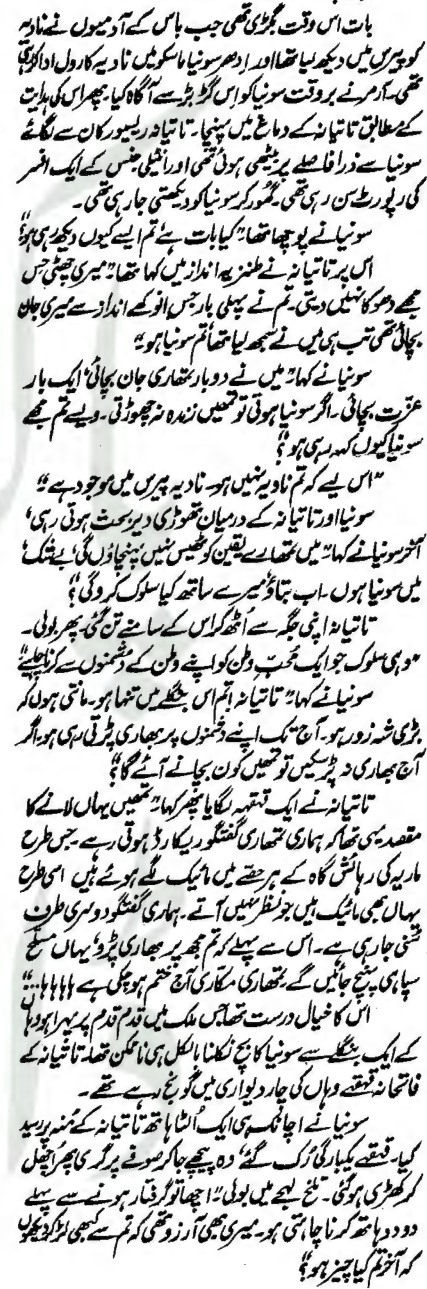 بات اس وقت بگڑی تھی جب باس کے آدمیوں نے نادیہ
کو پیرس میں دیکھ لیا تھا اور ادھر سونیا ماسکو میں نادیہ کا رول ادا کر رہی
تھی۔ آرمر نے بروقت سونیا کو اس گڑبڑ سے آگاہ کیا۔ پھر اس کی ہدایت
کے مطابق تاتیانہ کے دماغ میں پہنچا۔ تاتیانہ ریسیور کان سے لگائے
سونیا سے ذرا فاصلے پر بیٹھی ہوئی تھی اور انٹیلی جنس کے ایک افسر
کی رپورٹ سن رہی تھی۔ گھور کر سونیا کو دیکھتی جا رہی تھی۔
سونیا نے پوچھا تھا "کیا بات ہے تم ایسے کیوں دیکھ رہی ہو؟"
اس پر تاتیانہ نے طنزیہ انداز میں کہا تھا "میری چھٹی حس
مجھے دھوکا نہیں دیتی۔ تم نے پہلی بار جس انوکھے انداز سے میری جان
بچائی تھی تب ہی میں نے سمجھ لیا تھا تم سونیا ہو۔"
سونیا نے کہا "میں نے دوبار تمھاری جان بچائی، ایک بار
عزت بچائی۔ اگر سونیا ہوتی تو تمھیں زندہ نہ چھوڑتی۔ ویسے تم مجھے
سونیا کیوں کہہ رہی ہو؟"
"اس لیے کہ تم نادیہ نہیں ہو۔ نادیہ پیرس میں موجود ہے۔"
سونیا اور تاتیانہ کے درمیان تھوڑی دیر بحث ہوتی رہی،
آخر سونیا نے کہا "میں تمھارے یقین کو ٹھیس نہیں پہنچاؤں گی، بے شک
میں سونیا ہوں۔ اب بتاؤ میرے ساتھ کیا سلوک کرو گی؟"
تاتیانہ اپنی جگہ سے اٹھ کر اس کے سامنے تن گئی۔ پھر بولی۔
"وہی سلوک جو ایک محب وطن کو اپنے وطن کے دشمنوں سے کرنا چاہیے۔"
سونیا نے کہا "تاتیانہ! تم اس بنگلے میں تنہا ہو۔ مانتی ہوں کہ
بڑی شہ زور ہو۔ آج تک اپنے دشمنوں پر بھاری پڑتی رہی ہو۔ اگر
آج بھاری نہ پڑ سکیں تو تمھیں کون بچانے آئے گا؟"
تاتیانہ نے ایک قہقہہ لگایا پھر کہا "تمھیں یہاں لانے کا
مقصد یہی تھا کہ ہماری تمھاری گفتگو ریکارڈ ہوتی رہے۔ جس طرح
ماریہ کی رہائش گاہ کے ہر حصے میں مائیک لگے ہوئے ہیں اسی طرح
یہاں بھی مائیک ہیں جو نظر نہیں آتے۔ ہماری گفتگو دوسری طرف
سنی جا رہی ہے۔ اس سے پہلے کہ تم مجھ پر بھاری پڑو، یہاں مسلح
سپاہی پہنچ جائیں گے۔ تمھاری مکاری آج ختم ہو چکی ہے ہاہاہاہا..."
اس کا خیال درست تھا جس ملک میں قدم قدم پر پہرا ہو وہاں
کے ایک بنگلے سے سونیا کا بچ نکلنا بالکل ہی ناممکن تھا۔ تاتیانہ کے
فاتحانہ قہقہے وہاں کی چار دیواری میں گونج رہے تھے۔
سونیا نے اچانک ہی ایک الٹا ہاتھ تاتیانہ کے منہ پر رسید
کیا۔ قہقہے یکبارگی رک گئے، وہ پیچھے جا کر صوفے پر گری پھر اچھل
کر کھڑی ہوگئی۔ تلخ لہجے میں بولی "اچھا تو گرفتار ہونے سے پہلے
دو دو ہاتھ کرنا چاہتی ہو۔ میری بھی آرزو تھی کہ تم سے کبھی لڑ کر دیکھوں
کہ آخر تم کیا چیز ہو؟"